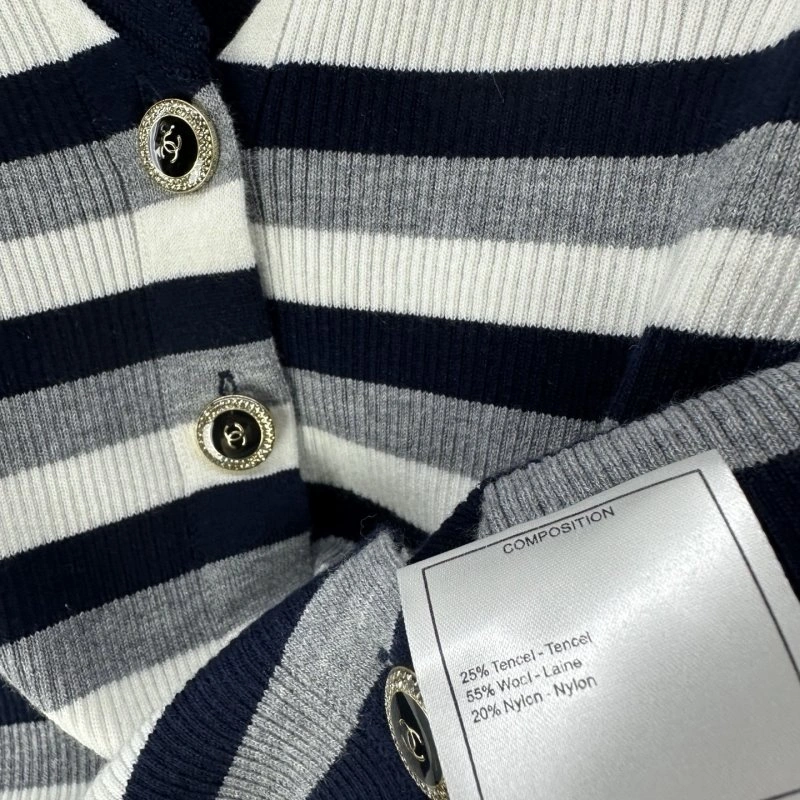 COMPOSITION
25% Tencel - Tencel
55% Wool - Laine
20% Nylon - Nylon